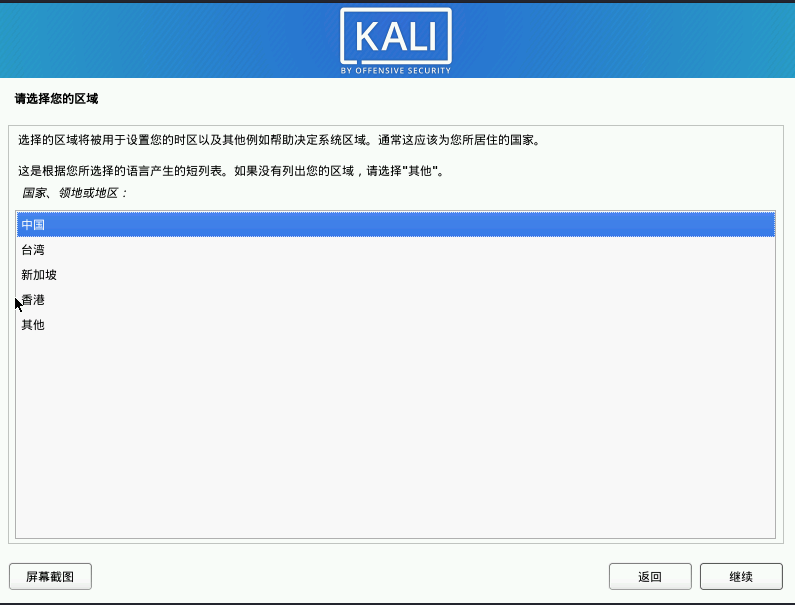 KALI
BY OFFENSIVE SECURITY
请选择您的区域
选择的区域将被用于设置您的时区以及其他例如帮助决定系统区域。通常这应该为您所居住的国家。
这是根据您所选择的语言产生的短列表。如果没有列出您的区域，请选择"其他"。
国家、领地或地区：
中国
台湾
新加坡
香港
其他
屏幕截图
返回
继续